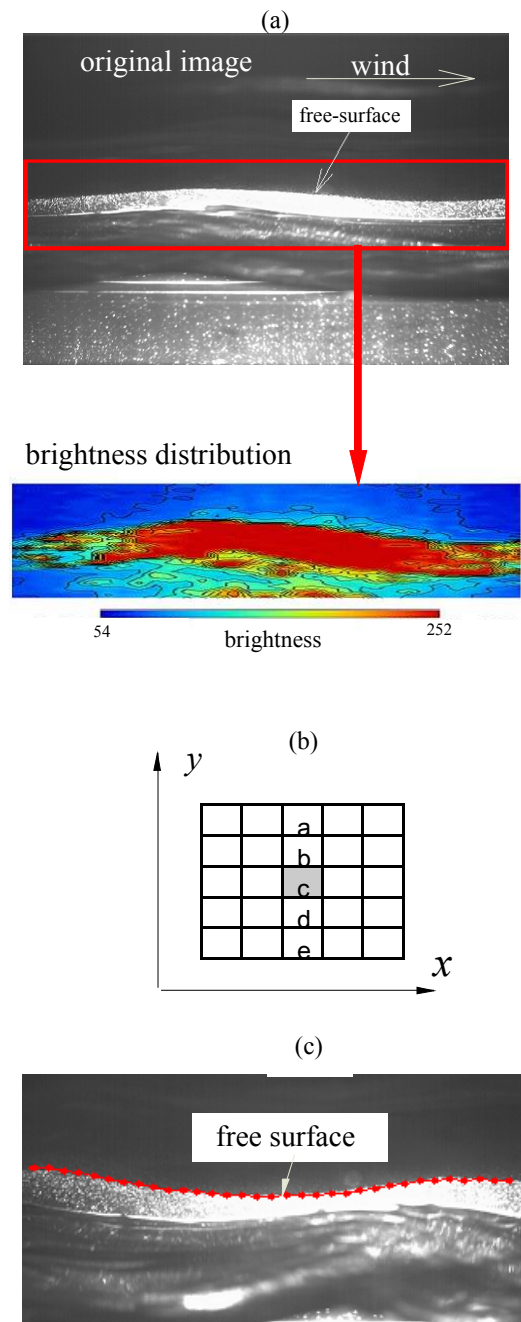 (a)
original image
wind
free-surface
brightness distribution
54
brightness
252
(b)
y
a
b
c
d
e
x
(c)
free surface